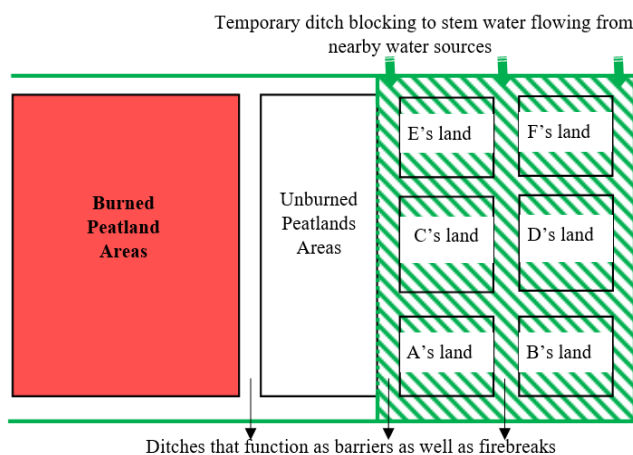 Temporary ditch blocking to stem water flowing from
nearby water sources
E's land
F's land
Burned
Peatland
Areas
Unburned
Peatlands
Areas
C's land
D's land
A's land
B's land
Ditches that function as barriers as well as firebreaks